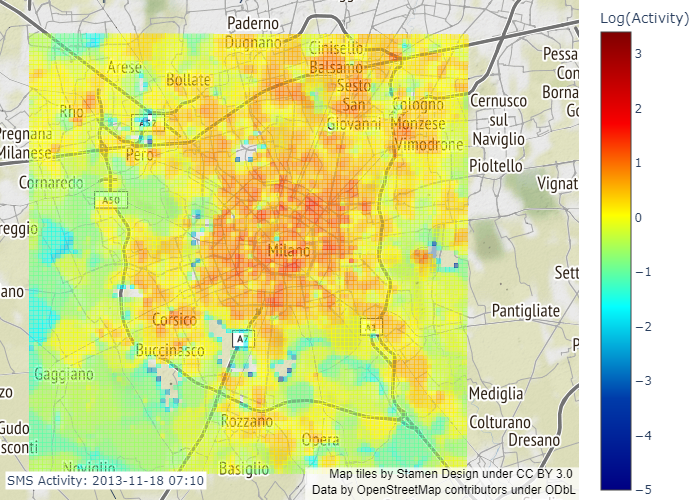 Log(Activity)
Paderno
Dugnano
Cinisello
Balsamo
Arese
Bollate
Sesto
San
Giovanni
Cologno
Monzese
Vimodrone
Pessa
Con
Borna
Go
Cernusco
sul
Naviglio
Rho
A52
Pregnana
Milanese
Pero
Pioltello
Cornaredo
Vignat
A50
reggio
Milano
Sett
ano
Pantigliate
Corsico
A1
A7
P
Buccinasco
Gaggiano
Mediglia
zo
Rozzano
Colturano
Gudo
sconti
Opera
Dresano
Noviglio
Basiglio
SMS Activity: 2013-11-18 07:10
Map tiles by Stamen Design under CC BY 3.0
Data by OpenStreetMap contributors under ODbL
3
2
1
0
−1
−2
−3
−4
−5